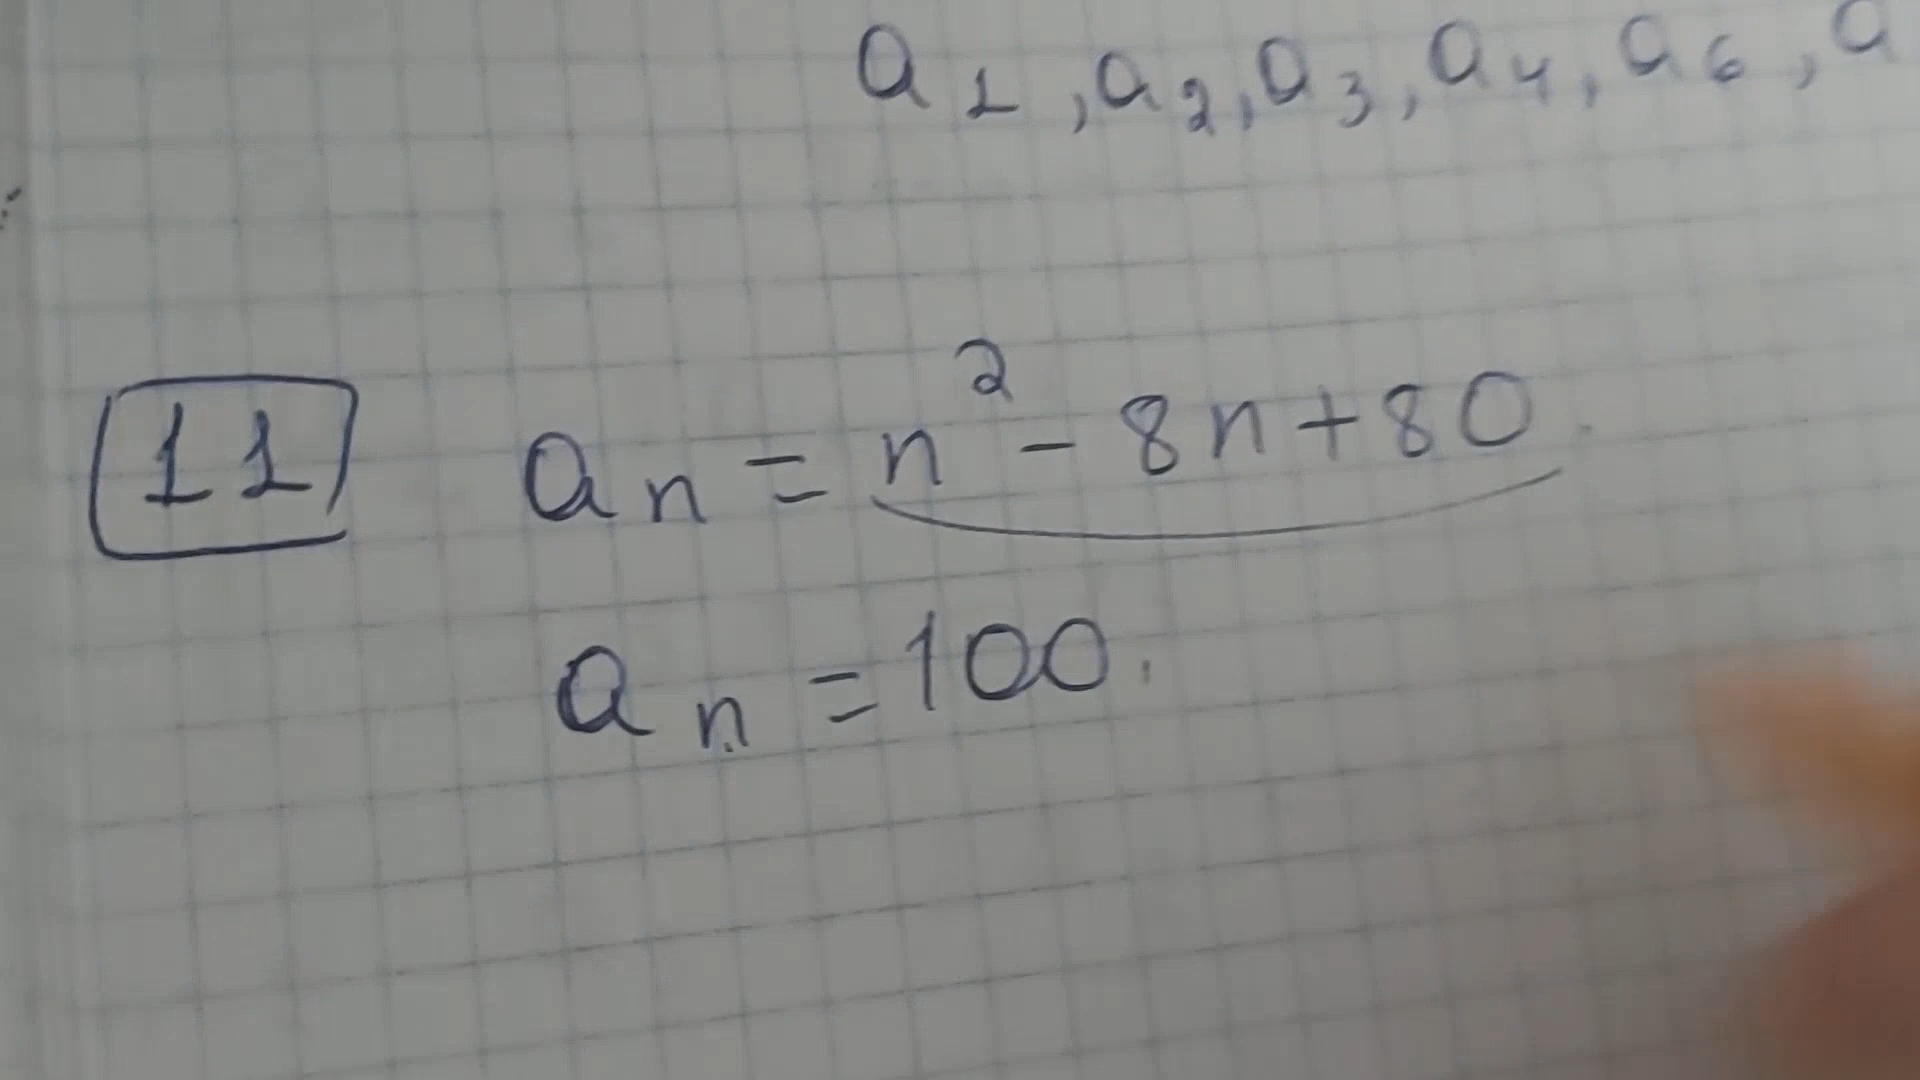 a₁, a₂, a₃, a₄, a₆, a
11 aₙ = n² - 8n + 80.
aₙ = 100.